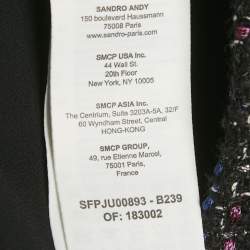 SANDRO ANDY
150 boulevard Haussmann
75008 Paris
www.sandro-paris.com
SMCP USA Inc.
44 Wall St.
20th Floor
New York, NY 10005
SMCP ASIA Inc.
The Centrium, Suite 3203A-5A, 32/F
60 Wyndham Street, Central
HONG-KONG
SMCP GROUP,
49, rue Etienne Marcel,
75001 Paris,
France
SFPJU00893 - B239
OF: 183002